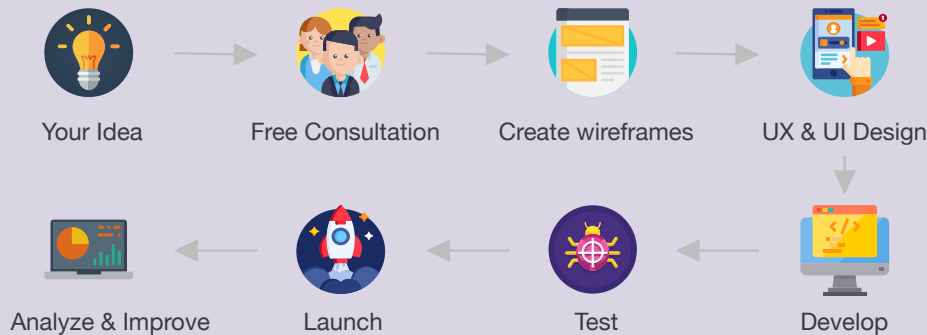 Your Idea
Free Consultation
Create wireframes
UX & UI Design
Develop
Test
Launch
Analyze & Improve